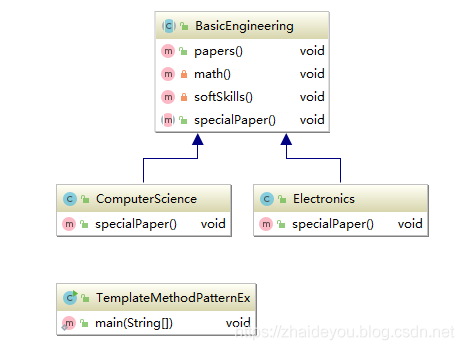 BasicEngineering
papers() void
math() void
softSkills() void
specialPaper() void
ComputerScience
specialPaper() void
Electronics
specialPaper() void
TemplateMethodPatternEx
main(String[]) void
https://zhaideyou.blog.csdn.net